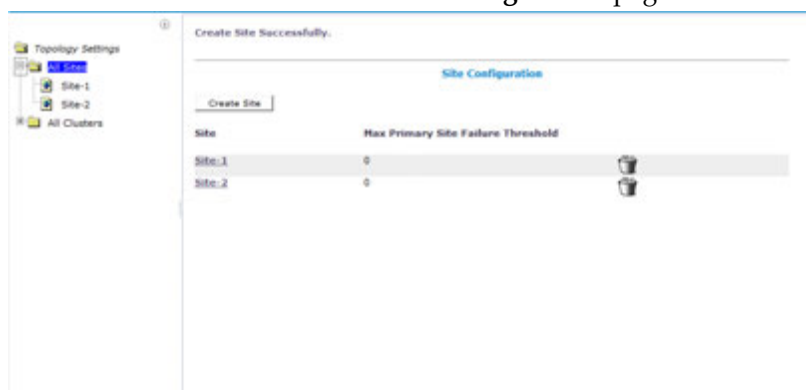 Topology Settings
All Sites
Site-1
Site-2
All Clusters
Create Site Successfully.
Site Configuration
Create Site
Site Max Primary Site Failure Threshold
Site-1 0
Site-2 0